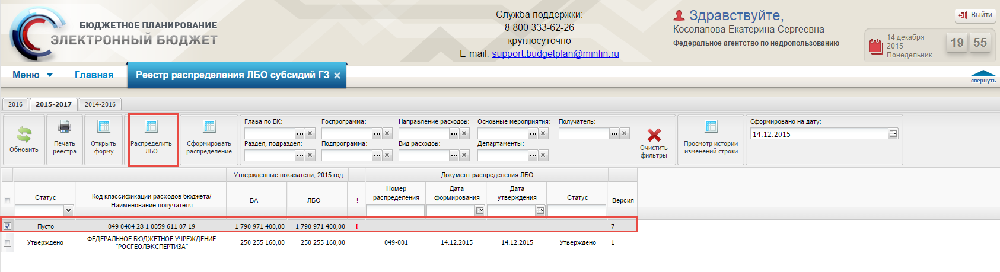 БЮДЖЕТНОЕ ПЛАНИРОВАНИЕ
ЭЛЕКТРОННЫЙ БЮДЖЕТ
Служба поддержки:
8 800 333-62-26
круглосуточно
E-mail: support.budgetplan@minfin.ru
Здравствуйте,
Косолапова Екатерина Сергеевна
Федеральное агентство по недропользованию
Выйти
14 декабря
2015
Понедельник
19 55
Меню Главная Реестр распределения ЛБО субсидий ГЗ
свернуть
2016 2015-2017 2014-2016
Обновить
Печать
реестра
Открыть
форму
Распределить
ЛБО
Сформировать
распределение
Глава по БК: Госпрограмма: Направление расходов: Основные мероприятия: Получатель:
Раздел, подраздел: Подпрограмма: Вид расходов: Департаменты:
Очистить
фильтры
Просмотр истории
изменений строки
Сформировано на дату:
14.12.2015
Утвержденные показатели, 2015 год Документ распределения ЛБО
Статус
Код классификации расходов бюджета/
Наименование получателя
БА ЛБО !
Номер
распределения
Дата
формирования
Дата
утверждения
Статус Версия
Пусто 049 0404 28 1 0059 611 07 19 1 790 971 400,00 1 790 971 400,00 ! 7
Утверждено
ФЕДЕРАЛЬНОЕ БЮДЖЕТНОЕ УЧРЕЖДЕНИЕ
"РОСГЕОЛЭКСПЕРТИЗА"
250 255 160,00 250 255 160,00 049-001 14.12.2015 14.12.2015 Утверждено 1